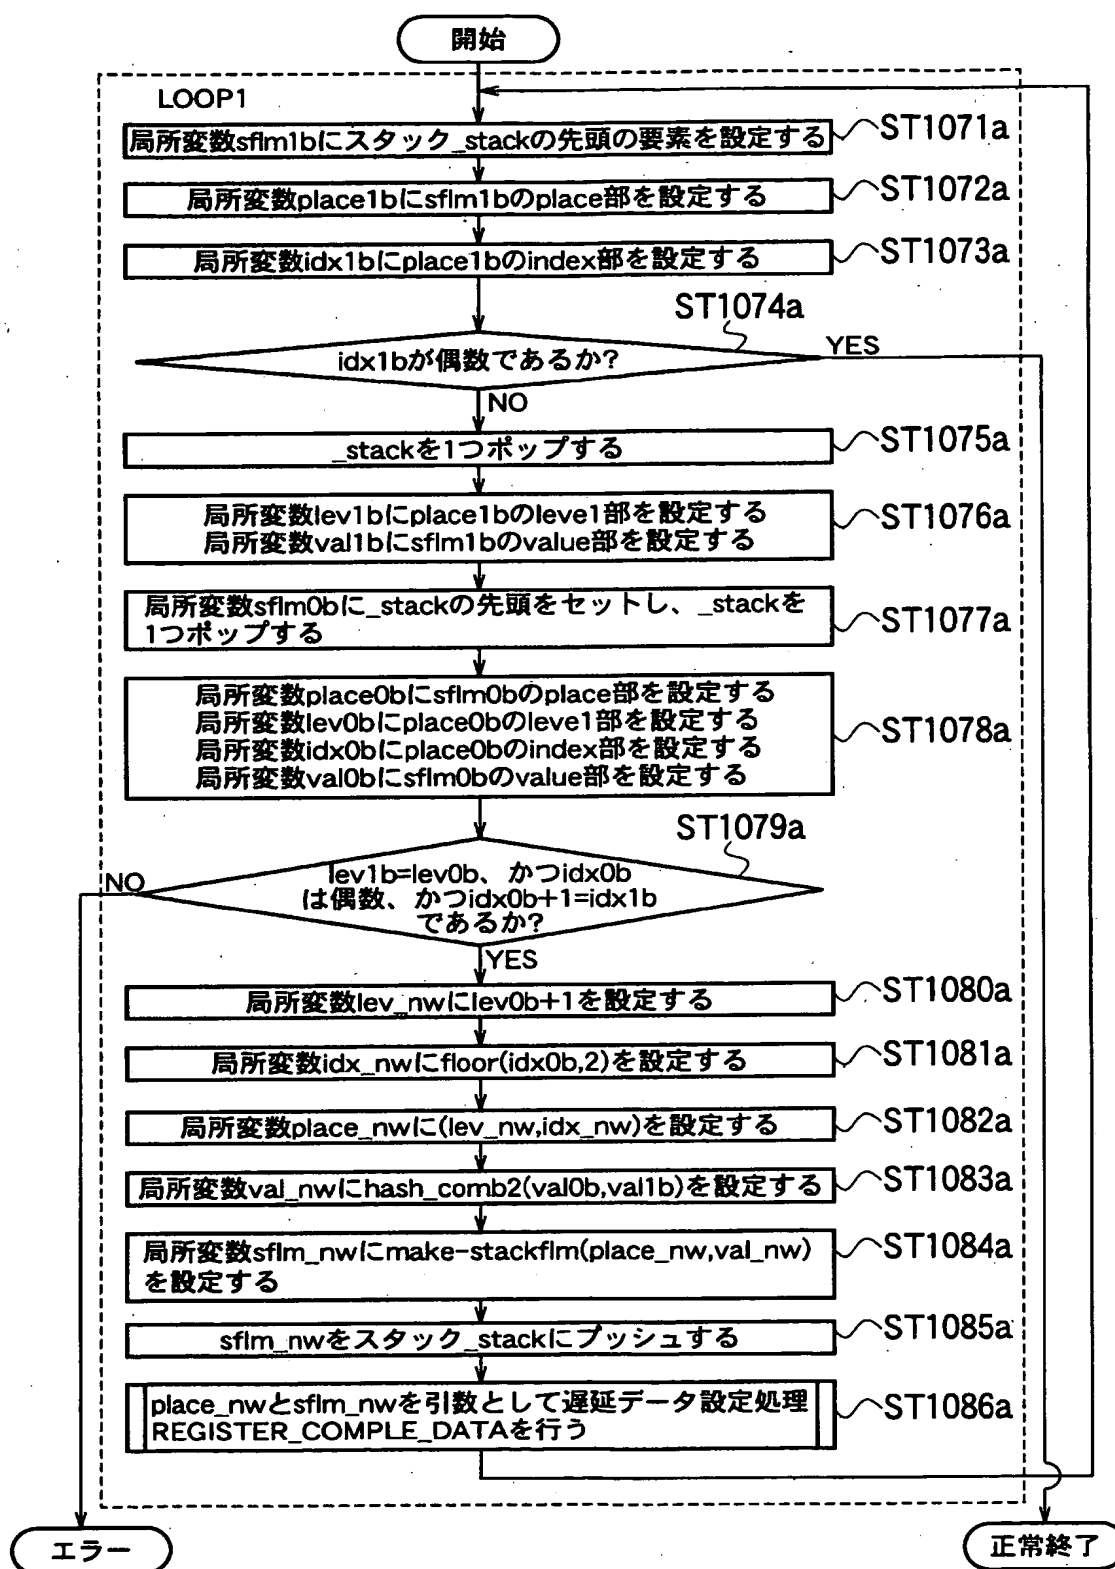 開始
LOOP1
局所変数sflm1bにスタック_stackの先頭の要素を設定する
ST1071a
局所変数place1bにsflm1bのplace部を設定する
ST1072a
局所変数idx1bにplace1bのindex部を設定する
ST1073a
ST1074a
idx1bが偶数であるか?
YES
NO
_stackを1つポップする
ST1075a
局所変数lev1bにplace1bのleve1部を設定する
局所変数val1bにsflm1bのvalue部を設定する
ST1076a
局所変数sflm0bに_stackの先頭をセットし、_stackを
1つポップする
ST1077a
局所変数place0bにsflm0bのplace部を設定する
局所変数lev0bにplace0bのleve1部を設定する
局所変数idx0bにplace0bのindex部を設定する
局所変数val0bにsflm0bのvalue部を設定する
ST1078a
ST1079a
NO
lev1b=lev0b、かつidx0b
は偶数、かつidx0b+1=idx1b
であるか?
YES
局所変数lev_nwにlev0b+1を設定する
ST1080a
局所変数idx_nwにfloor(idx0b,2)を設定する
ST1081a
局所変数place_nwに(lev_nw,idx_nw)を設定する
ST1082a
局所変数val_nwにhash_comb2(val0b,val1b)を設定する
ST1083a
局所変数sflm_nwにmake-stackflm(place_nw,val_nw)
を設定する
ST1084a
sflm_nwをスタック_stackにプッシュする
ST1085a
place_nwとsflm_nwを引数として遅延データ設定処理
REGISTER_COMPLE_DATAを行う
ST1086a
エラー
正常終了